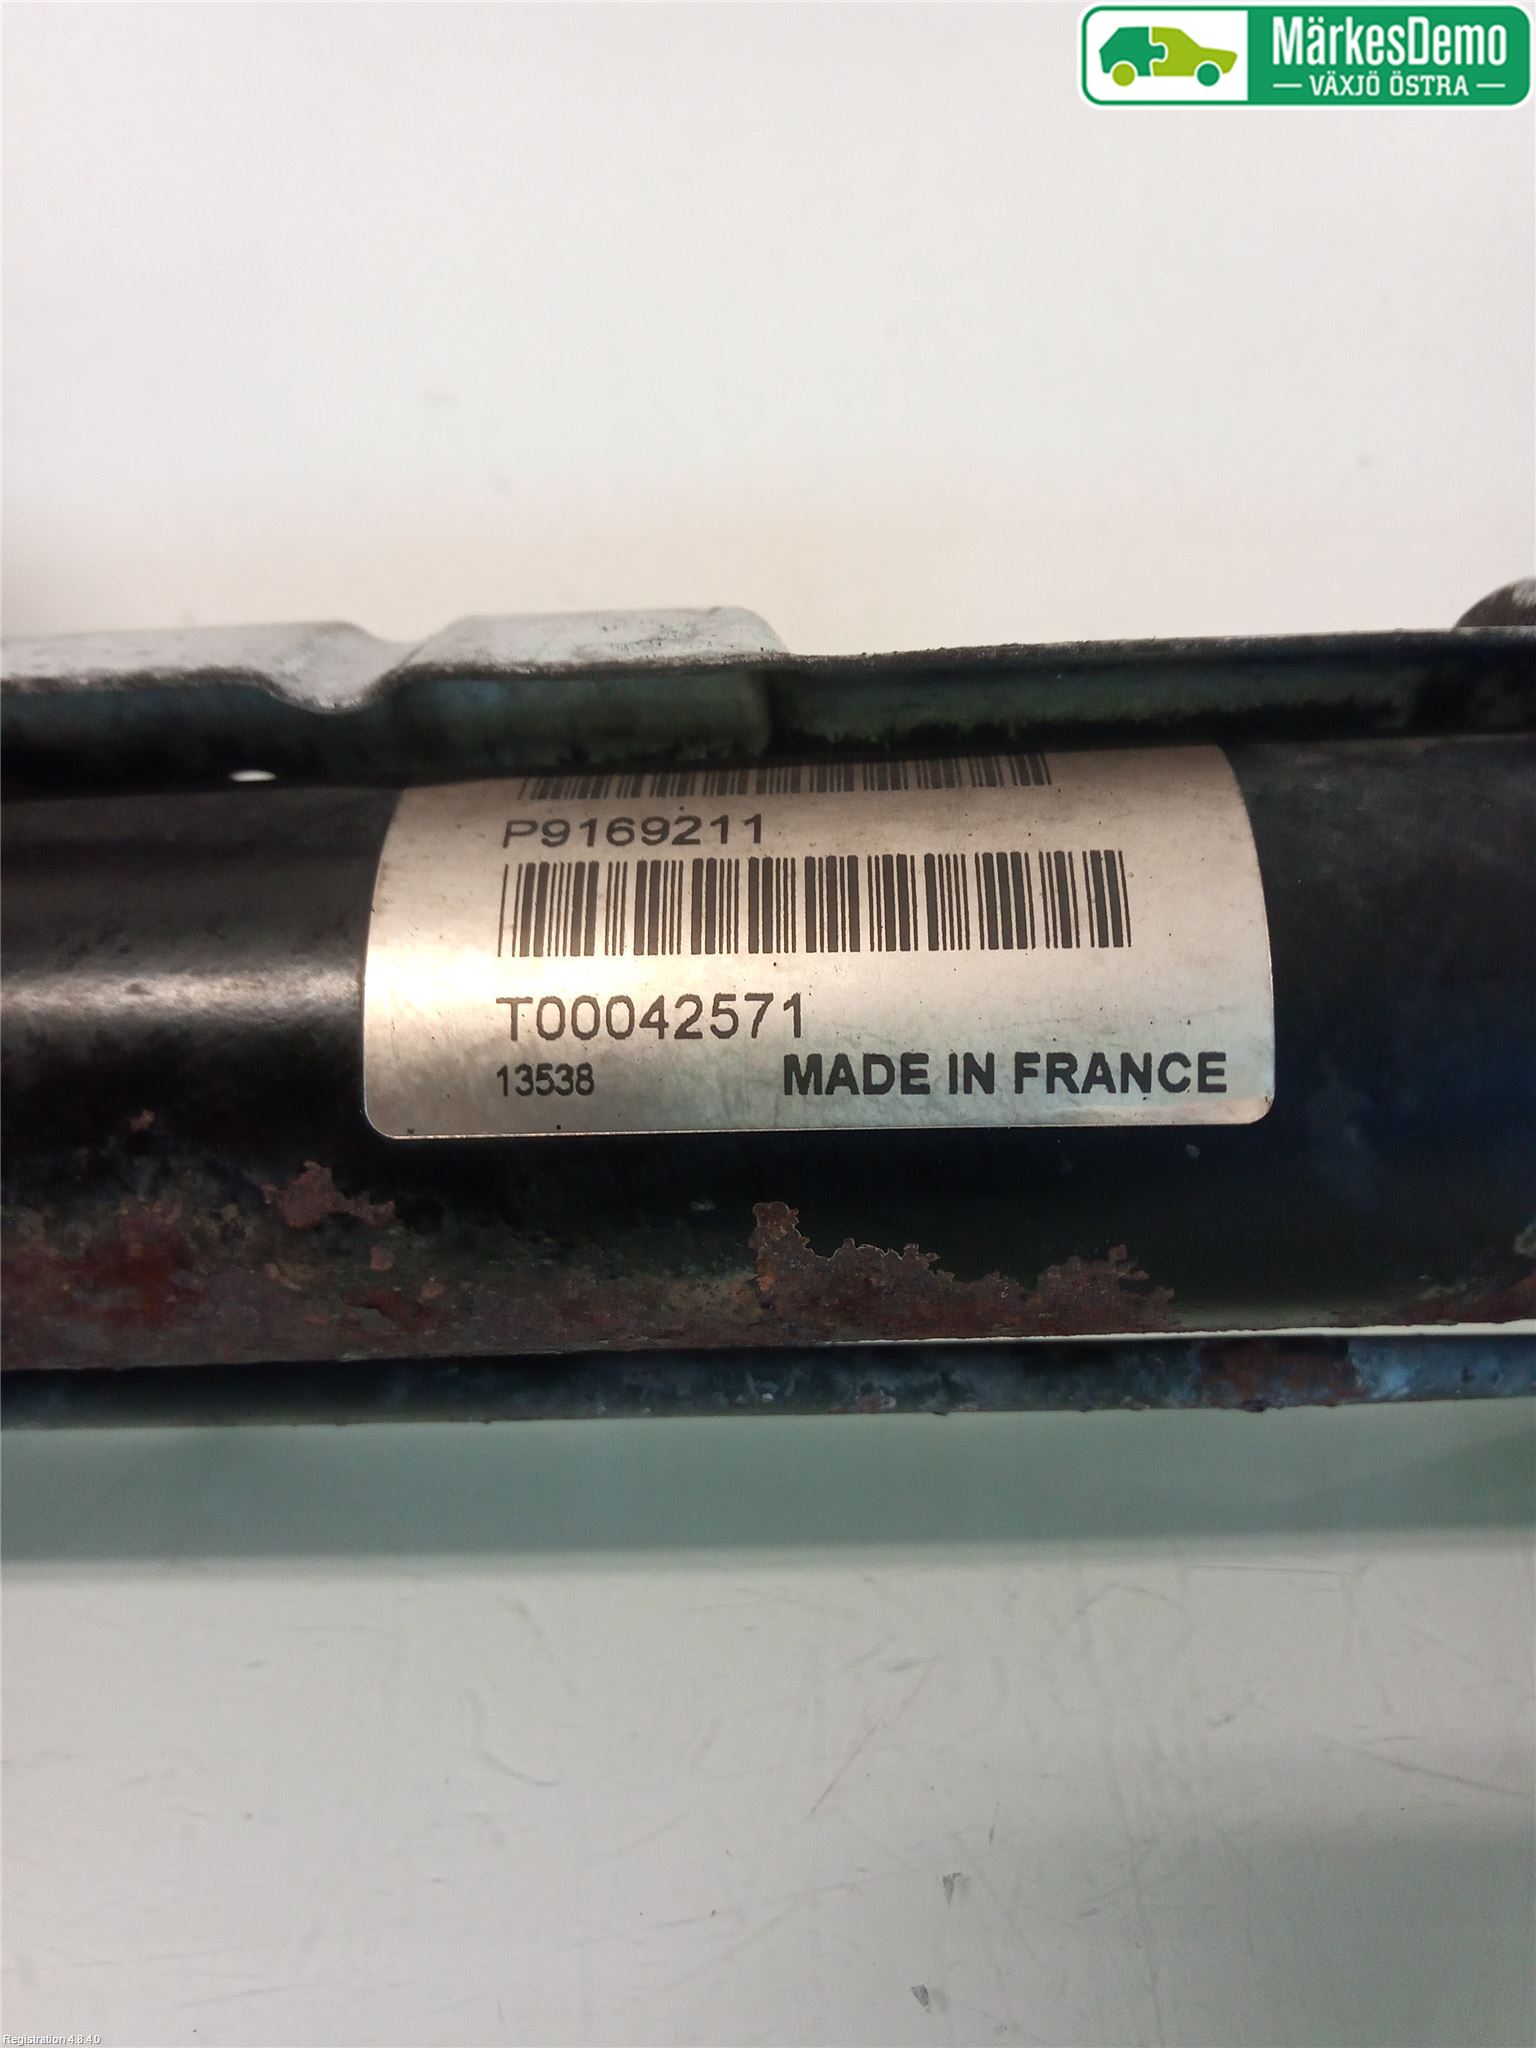 MärkesDemo
VÄXJÖ ÖSTRA
P9169211
T00042571
13538 MADE IN FRANCE
Registration 4.8.4.0